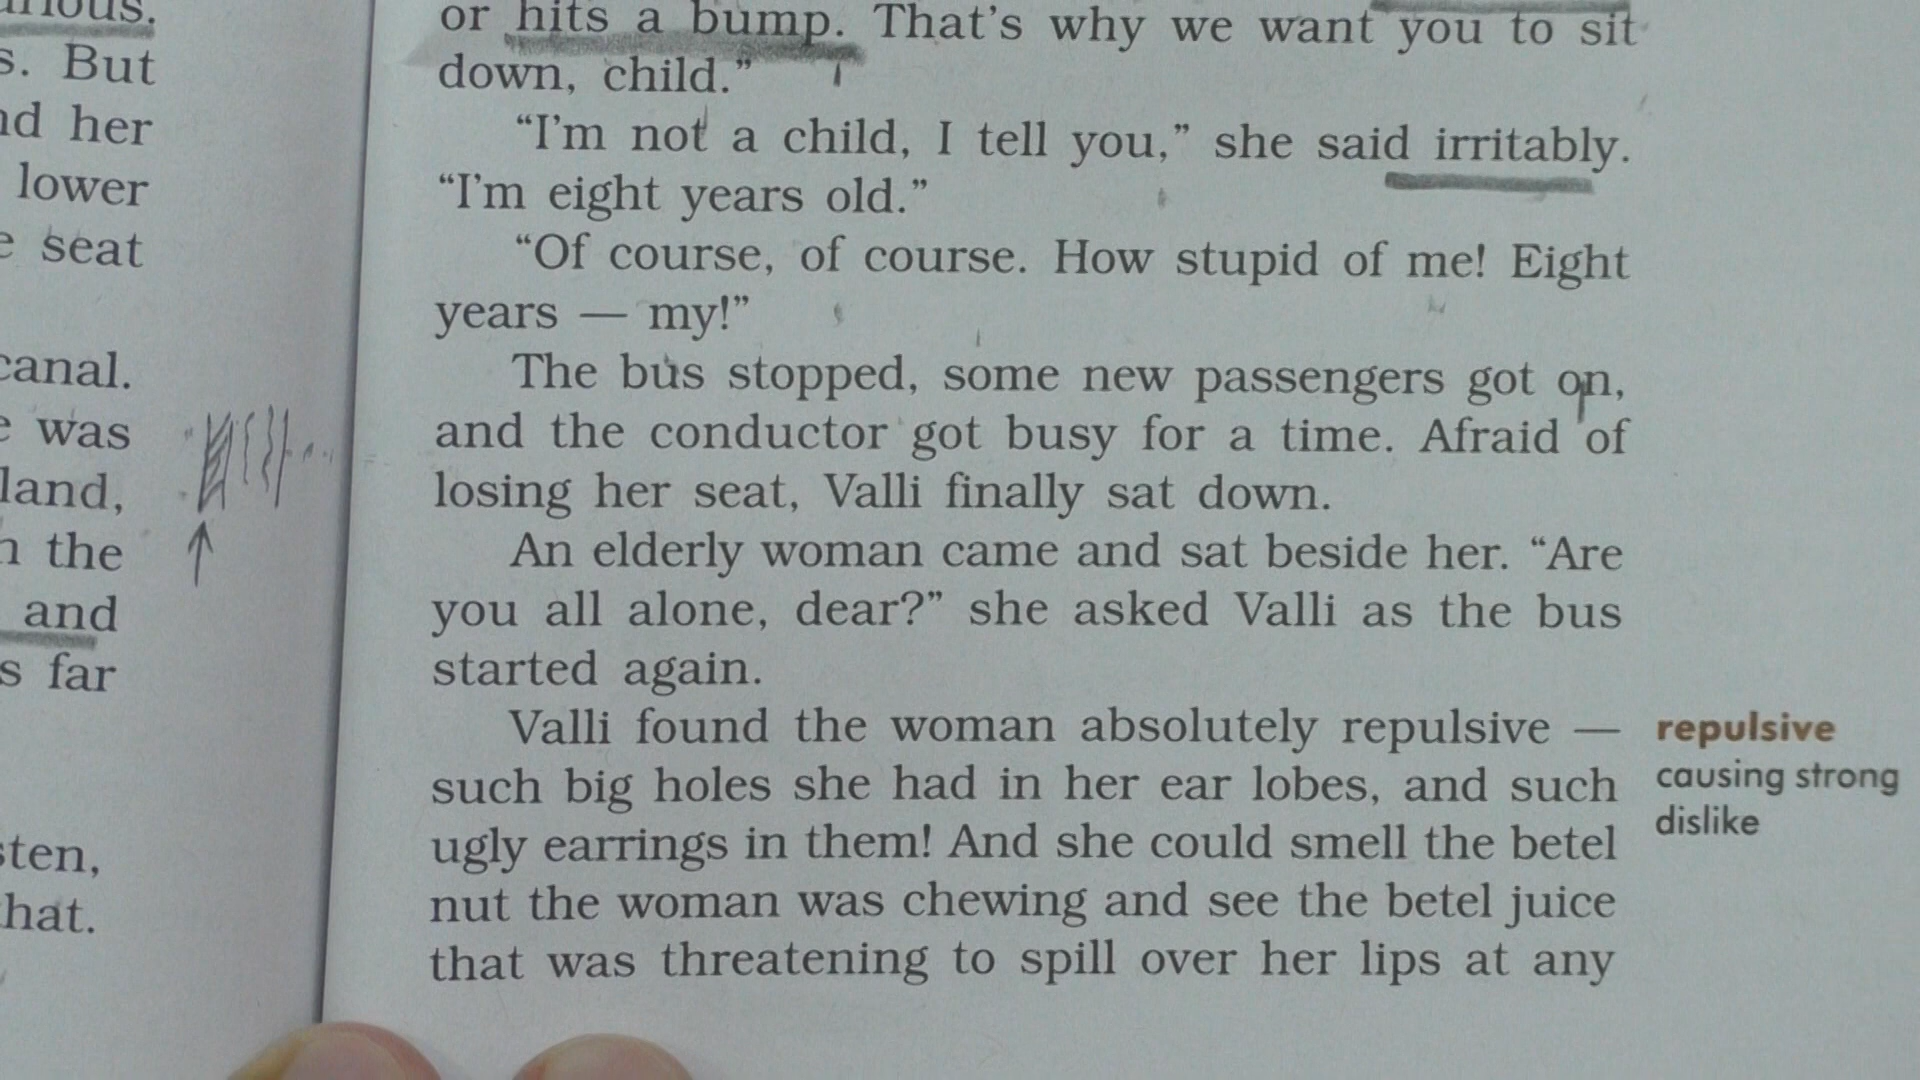 s. But
her
lower
seat
canal.
was
land,
the
and
s far
hat.
or hits a bump. That's why we want you to sit
down, child.”
“I'm not a child, I tell you,” she said irritably.
“I'm eight years old.”
“Of course, of course. How stupid of me! Eight
years — my!”
The bus stopped, some new passengers got on,
and the conductor got busy for a time. Afraid of
losing her seat, Valli finally sat down.
An elderly woman came and sat beside her. “Are
you all alone, dear?” she asked Valli as the bus
started again.
Valli found the woman absolutely repulsive —
such big holes she had in her ear lobes, and such
ugly earrings in them! And she could smell the betel
nut the woman was chewing and see the betel juice
that was threatening to spill over her lips at any
repulsive
causing strong
dislike